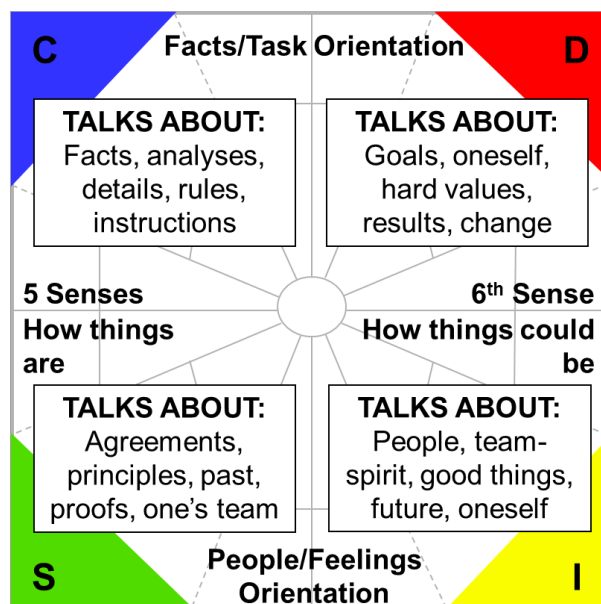 C
Facts/Task Orientation
D
TALKS ABOUT:
Facts, analyses,
details, rules,
instructions
TALKS ABOUT:
Goals, oneself,
hard values,
results, change
5 Senses
How things
are
6th Sense
How things could
be
TALKS ABOUT:
Agreements,
principles, past,
proofs, one's team
TALKS ABOUT:
People, team-
spirit, good things,
future, oneself
S
People/Feelings
Orientation
I